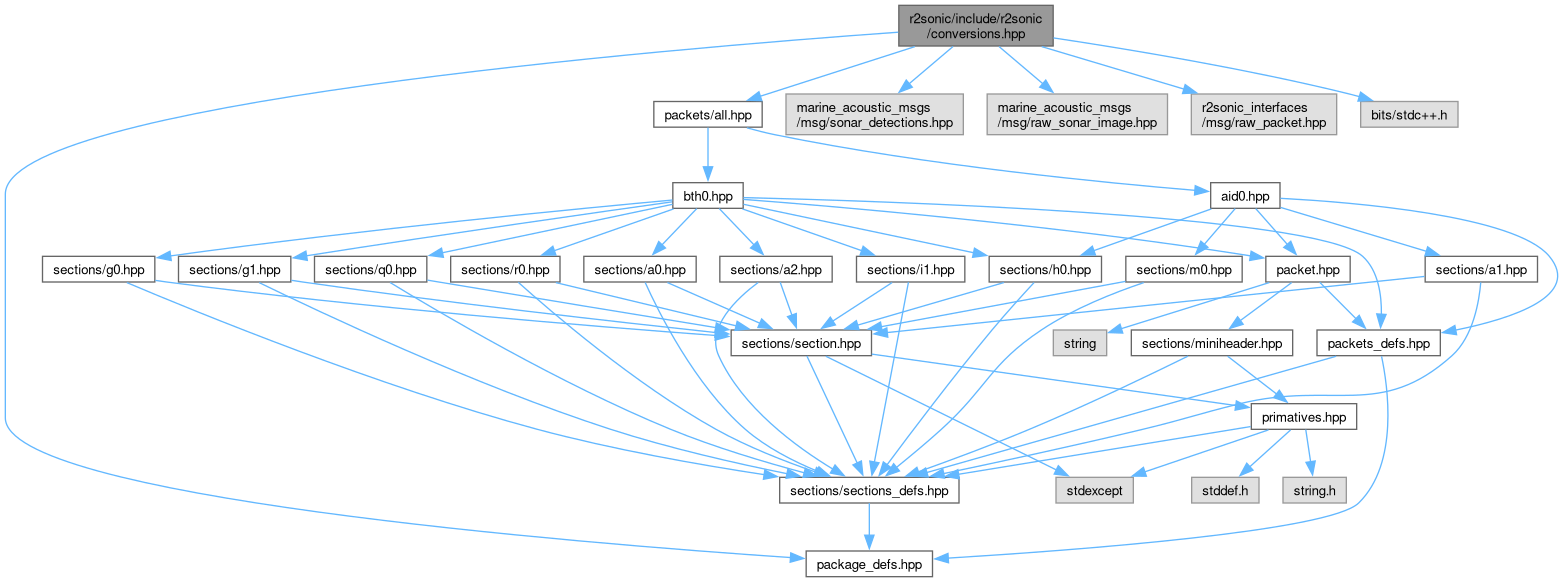 r2sonic/include/r2sonic
/conversions.hpp
packets/all.hpp
marine_acoustic_msgs
/msg/sonar_detections.hpp
marine_acoustic_msgs
/msg/raw_sonar_image.hpp
r2sonic_interfaces
/msg/raw_packet.hpp
bits/stdc++.h
bth0.hpp
aid0.hpp
sections/g0.hpp
sections/g1.hpp
sections/q0.hpp
sections/r0.hpp
sections/a0.hpp
sections/a2.hpp
sections/i1.hpp
sections/h0.hpp
sections/m0.hpp
packet.hpp
sections/a1.hpp
sections/section.hpp
string
sections/miniheader.hpp
packets_defs.hpp
primatives.hpp
sections/sections_defs.hpp
stdexcept
stddef.h
string.h
package_defs.hpp